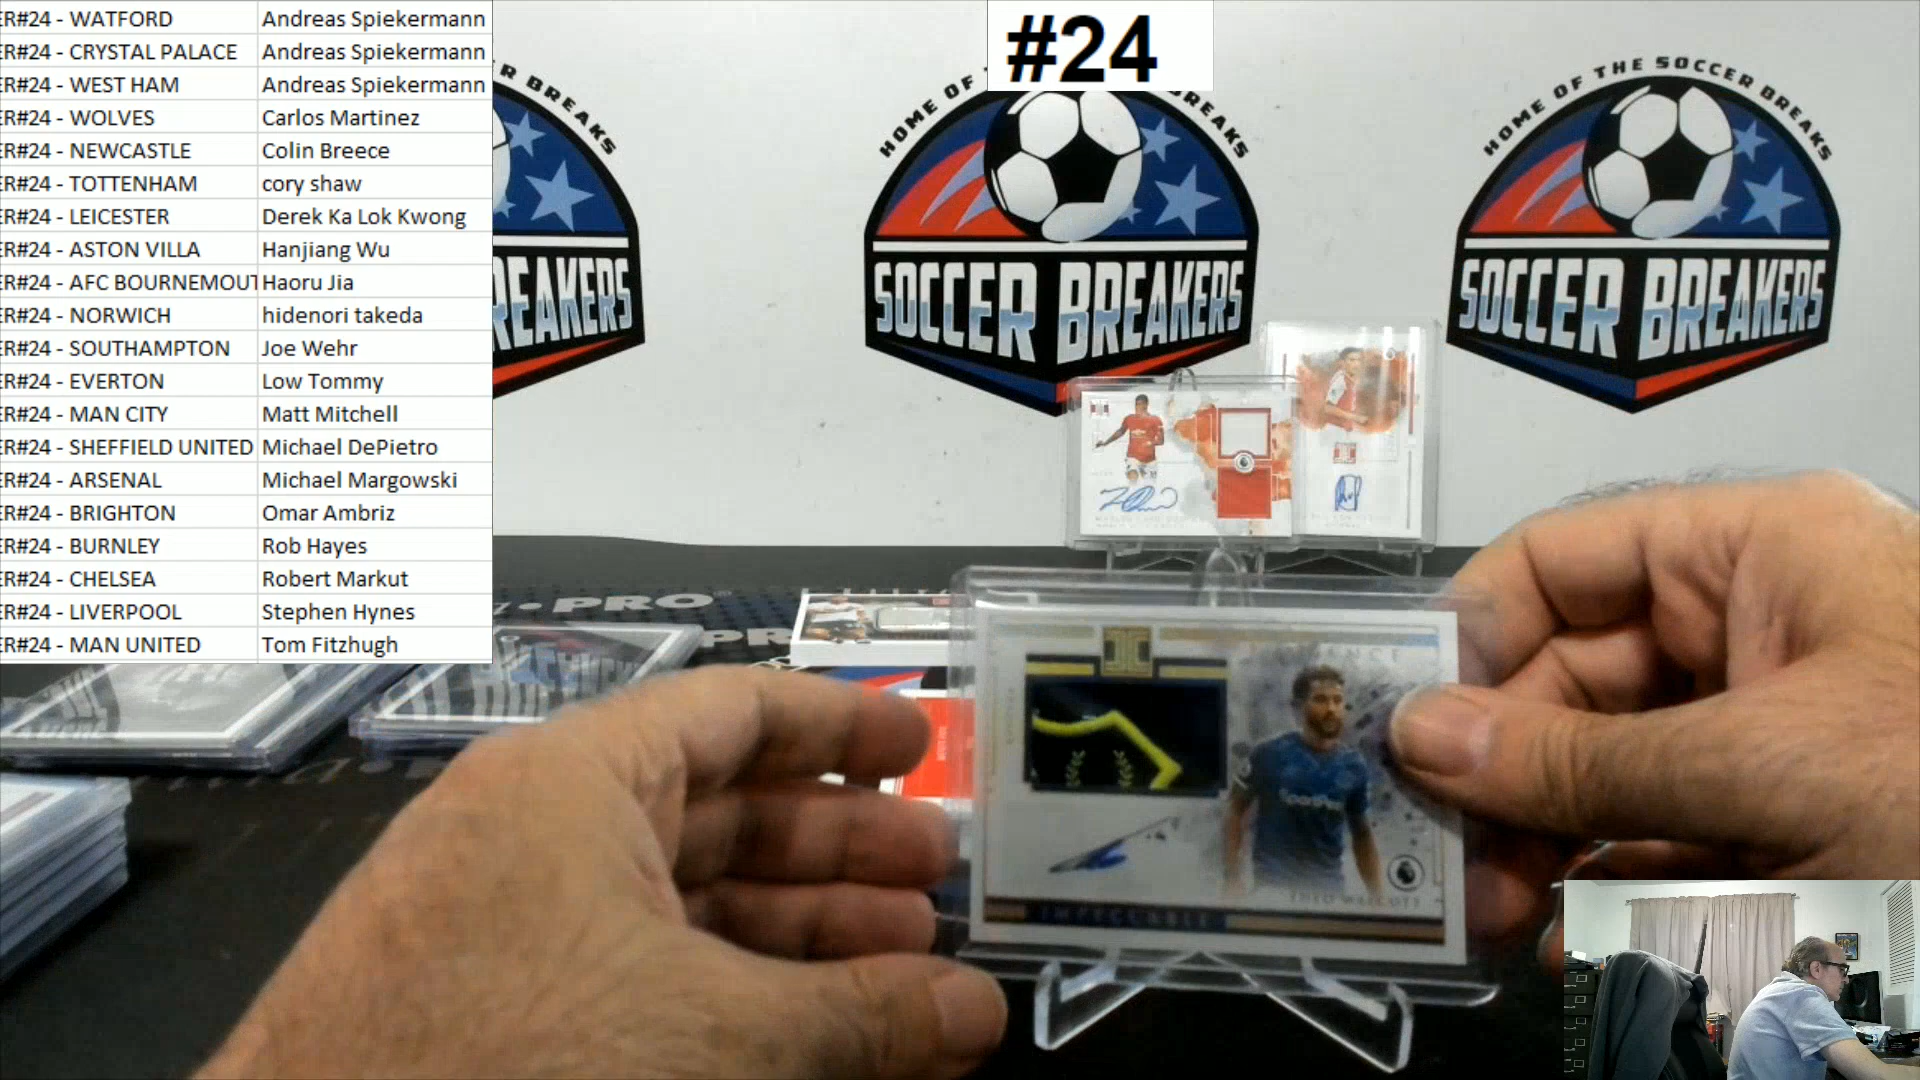 ER#24 - WATFORD Andreas Spiekermann
ER#24 - CRYSTAL PALACE Andreas Spiekermann
ER#24 - WEST HAM Andreas Spiekermann
ER#24 - WOLVES Carlos Martinez
ER#24 - NEWCASTLE Colin Breece
ER#24 - TOTTENHAM cory shaw
ER#24 - LEICESTER Derek Ka Lok Kwong
ER#24 - ASTON VILLA Hanjiang Wu
ER#24 - AFC BOURNEMOUT Haoru Jia
ER#24 - NORWICH hidenori takeda
ER#24 - SOUTHAMPTON Joe Wehr
ER#24 - EVERTON Low Tommy
ER#24 - MAN CITY Matt Mitchell
ER#24 - SHEFFIELD UNITED Michael DePietro
ER#24 - ARSENAL Michael Margowski
ER#24 - BRIGHTON Omar Ambriz
ER#24 - BURNLEY Rob Hayes
ER#24 - CHELSEA Robert Markut
ER#24 - LIVERPOOL Stephen Hynes
ER#24 - MAN UNITED Tom Fitzhugh
#24
R BREAKS
REAKERS
HOME OF REAKS
SOCCER BREAKERS
HOME OF THE SOCCER BREAKS
SOCCER BREAKERS
PRO
PR
IMPECCABLE
THEO WALCOTT